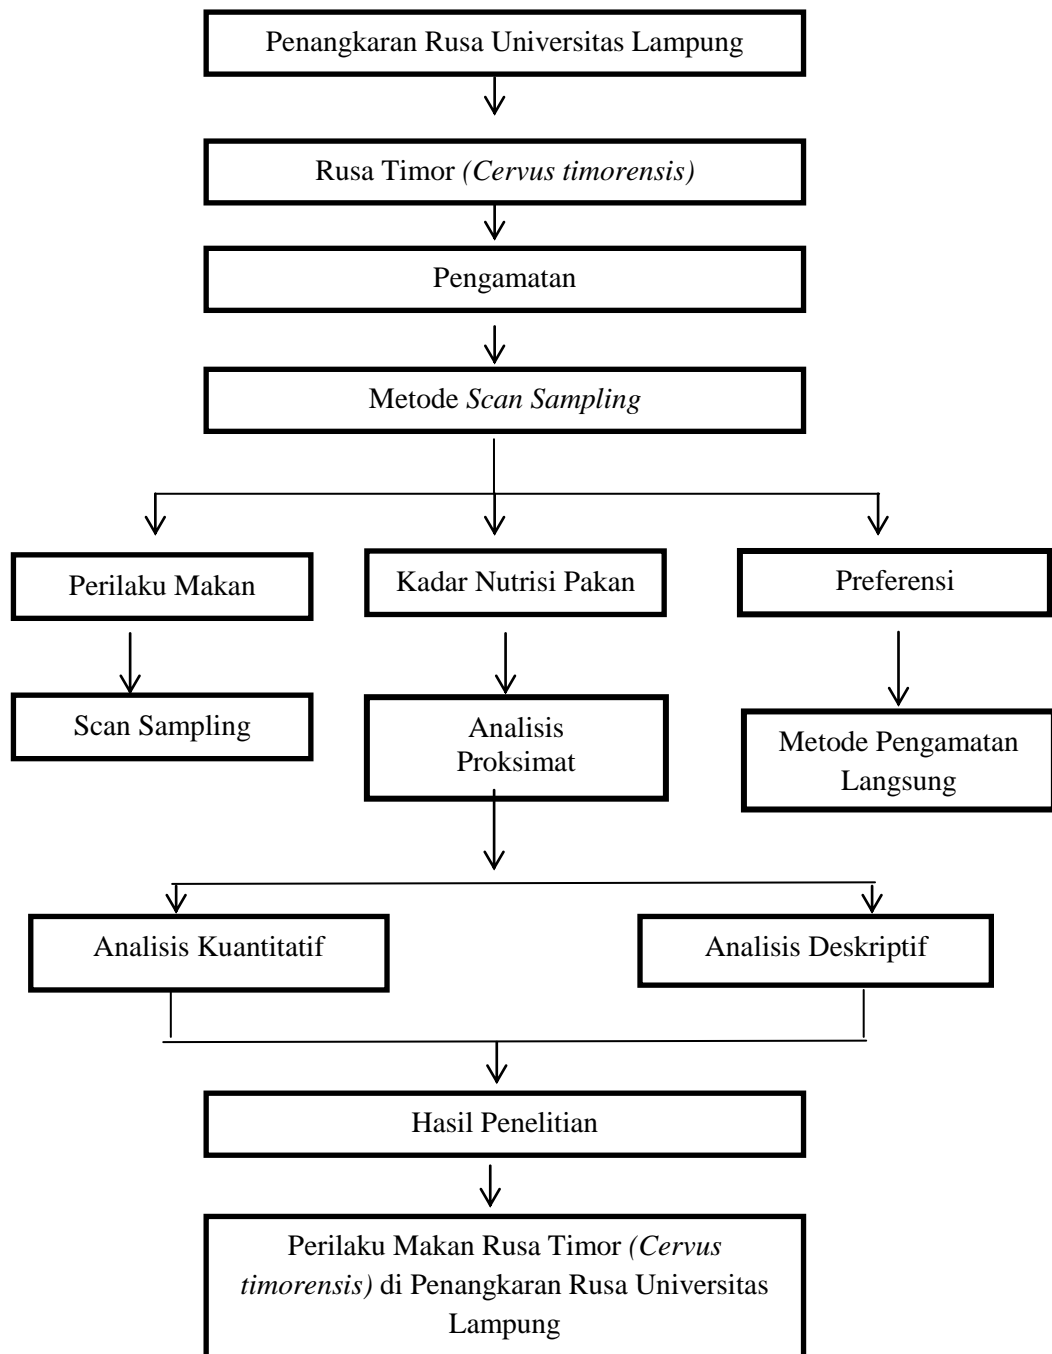 Penangkaran Rusa Universitas Lampung
Rusa Timor (Cervus timorensis)
Pengamatan
Metode Scan Sampling
Perilaku Makan
Kadar Nutrisi Pakan
Preferensi
Scan Sampling
Analisis
Proksimat
Metode Pengamatan
Langsung
Analisis Kuantitatif
Analisis Deskriptif
Hasil Penelitian
Perilaku Makan Rusa Timor (Cervus
timorensis) di Penangkaran Rusa Universitas
Lampung